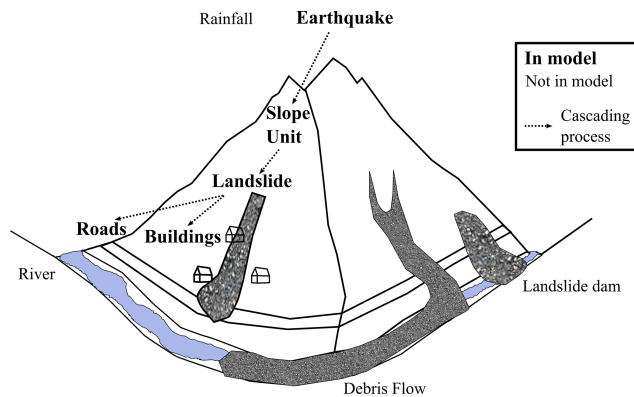 Rainfall
Earthquake
In model
Not in model
Cascading
process
Slope
Unit
Landslide
Roads
Buildings
River
Landslide dam
Debris Flow